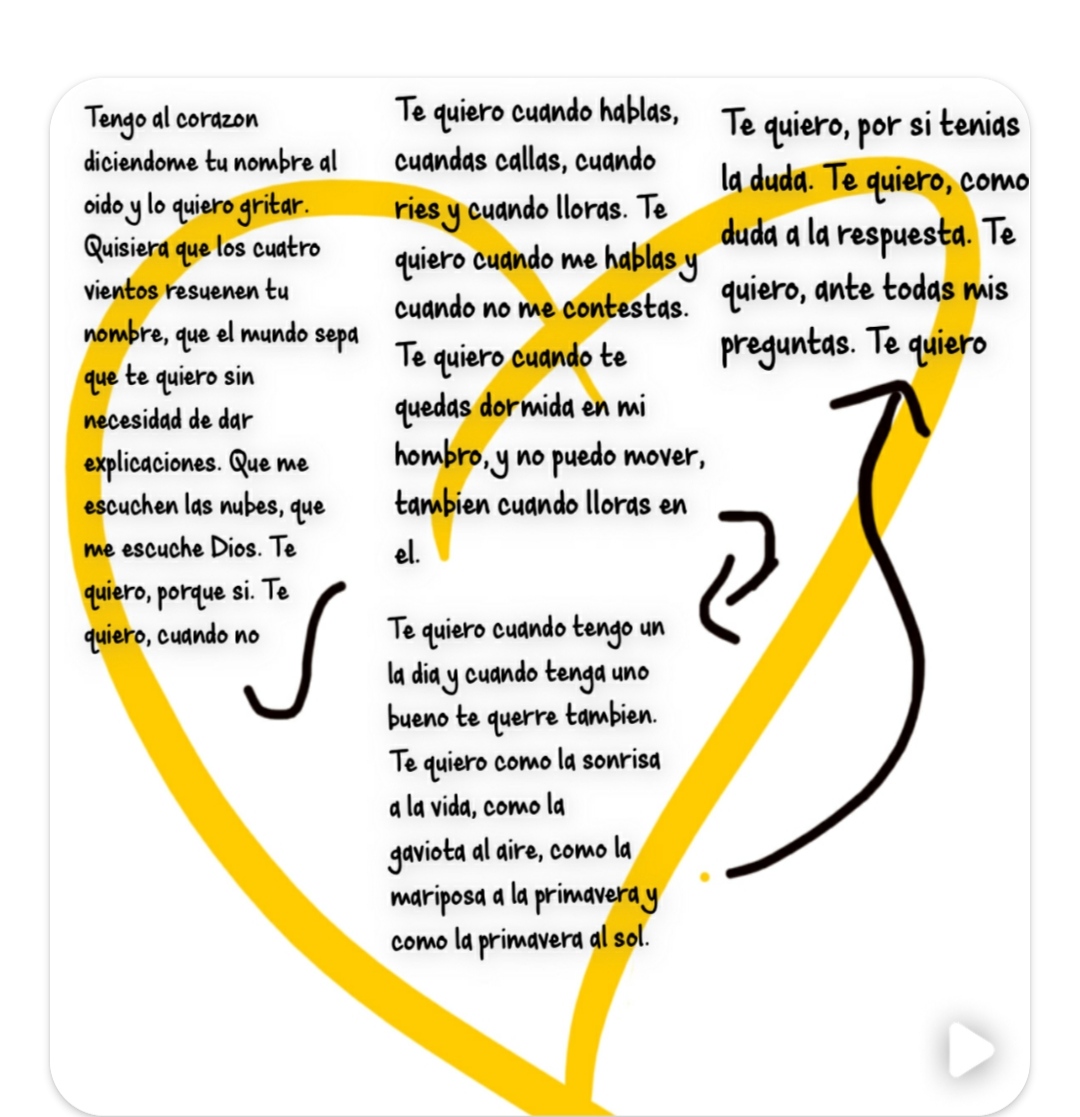 Tengo al corazon
diciendome tu nombre al
oido y lo quiero gritar.
Quisiera que los cuatro
vientos resuenen tu
nombre, que el mundo sepa
que te quiero sin
necesidad de dar
explicaciones. Que me
escuchen las nubes, que
me escuche Dios. Te
quiero, porque si. Te
quiero, cuando no
Te quiero cuando hablas,
cuandas callas, cuando
ries y cuando lloras. Te
quiero cuando me hablas y
cuando no me contestas.
Te quiero cuando te
quedas dormida en mi
hombro, y no puedo mover,
tambien cuando lloras en
el.
Te quiero cuando tengo un
la dia y cuando tenga uno
bueno te querre tambien.
Te quiero como la sonrisa
a la vida, como la
gaviota al aire, como la
mariposa a la primavera y
como la primavera al sol.
Te quiero, por si tenias
la duda. Te quiero, como
duda a la respuesta. Te
quiero, ante todas mis
preguntas. Te quiero